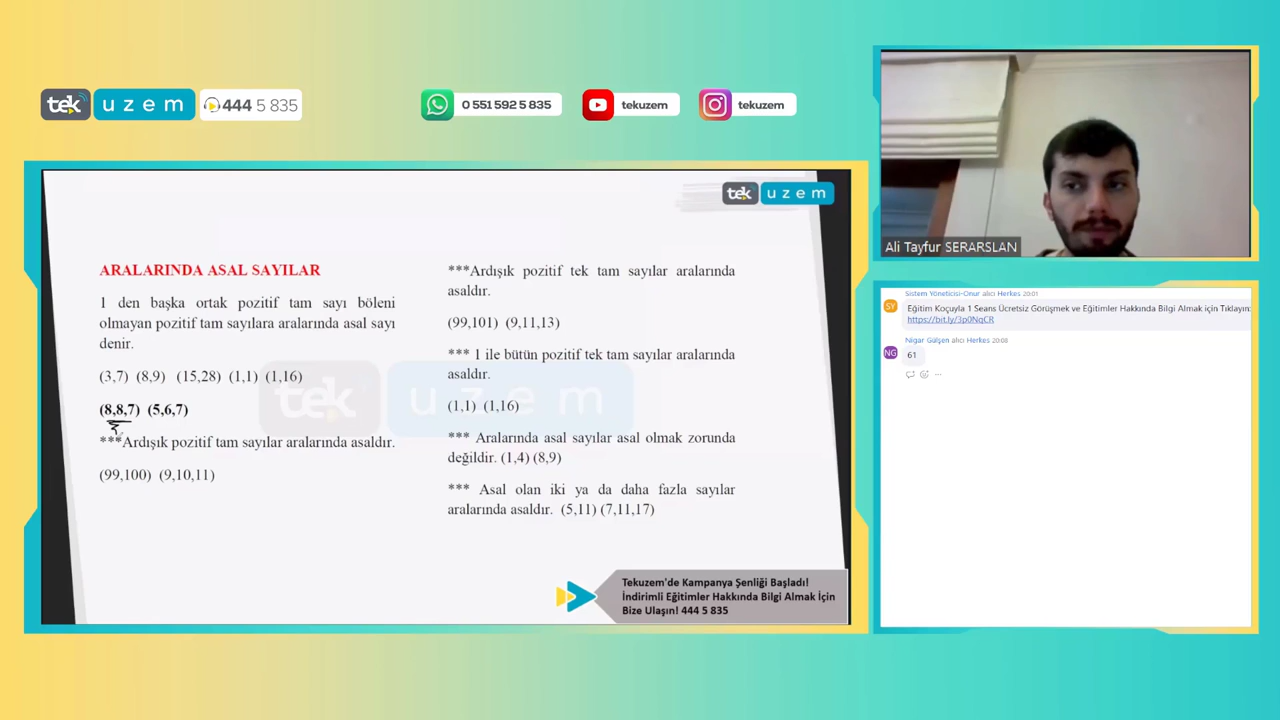 tek uzem 444 5 835
0 551 592 5 835
tekuzem
tekuzem
tek uzem
ARALARINDA ASAL SAYILAR
1 den başka ortak pozitif tam sayı böleni
olmayan pozitif tam sayılara aralarında asal sayı
denir.
(3,7) (8,9) (15,28) (1,1) (1,16)
(8,8,7) (5,6,7)
***Ardışık pozitif tam sayılar aralarında asaldır.
(99,100) (9,10,11)
***Ardışık pozitif tek tam sayılar aralarında
asaldır.
(99,101) (9,11,13)
*** 1 ile bütün pozitif tek tam sayılar aralarında
asaldır.
(1,1) (1,16)
*** Aralarında asal sayılar asal olmak zorunda
değildir. (1,4) (8,9)
*** Asal olan iki ya da daha fazla sayılar
aralarında asaldır. (5,11) (7,11,17)
tek uzem
Tekuzem'de Kampanya Şenliği Başladı!
İndirimli Eğitimler Hakkında Bilgi Almak İçin
Bize Ulaşın! 444 5 835
Ali Tayfur SERARSLAN
Sistem Yöneticisi-Onur alıcı Herkes 20:01
SY
Eğitim Koçuyla 1 Seans Ücretsiz Görüşmek ve Eğitimler Hakkında Bilgi Almak için Tıklayın:
https://bit.ly/3p0NqCR
Nigar Gülşen alıcı Herkes 20:08
NG
61